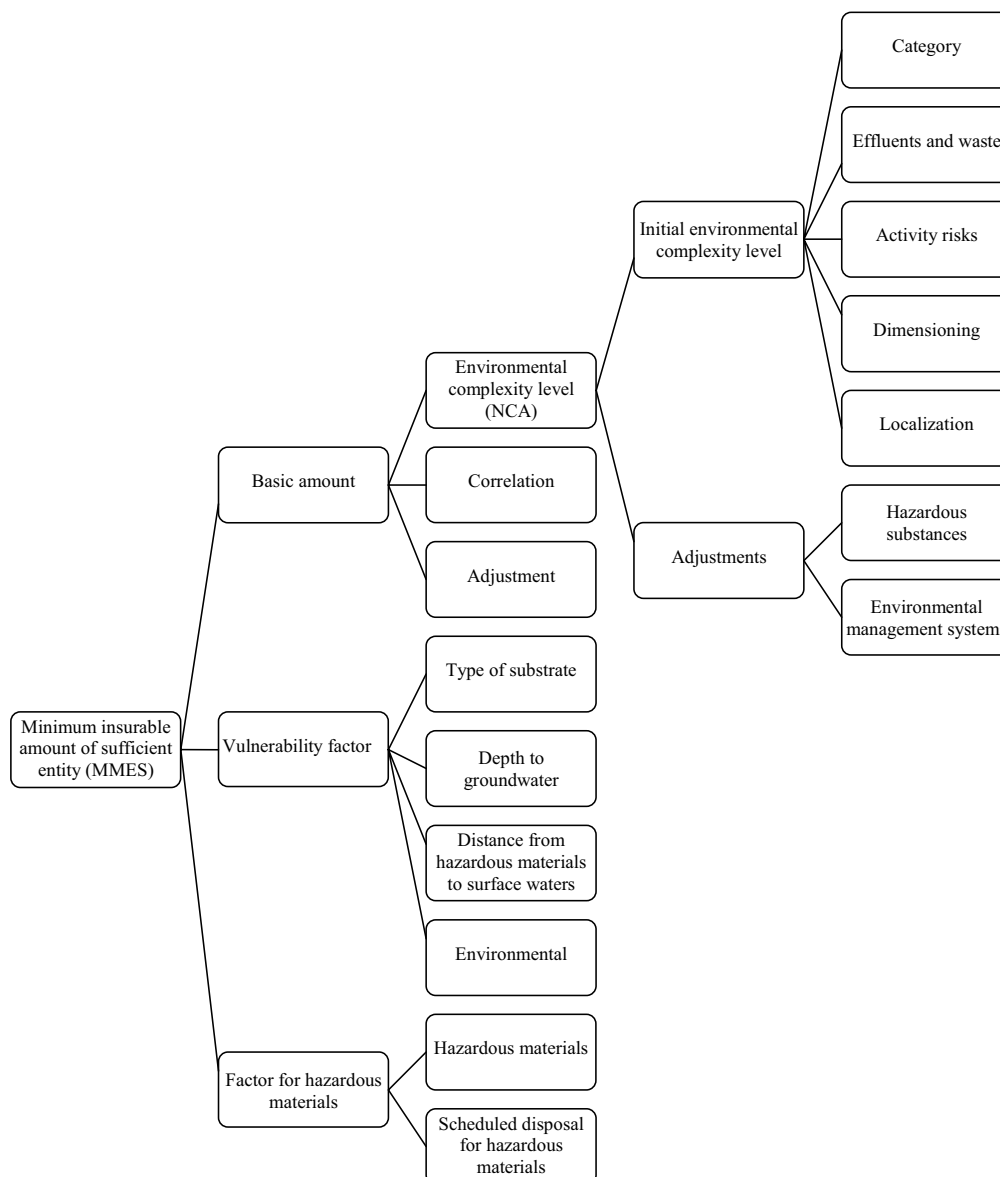 Category
Effluents and waste
Activity risks
Initial environmental
complexity level
Dimensioning
Localization
Environmental
complexity level
(NCA)
Basic amount
Correlation
Adjustment
Hazardous
substances
Adjustments
Environmental
management system
Type of substrate
Minimum insurable
amount of sufficient
entity (MMES)
Vulnerability factor
Depth to
groundwater
Distance from
hazardous materials
to surface waters
Environmental
Hazardous materials
Factor for hazardous
materials
Scheduled disposal
for hazardous
materials